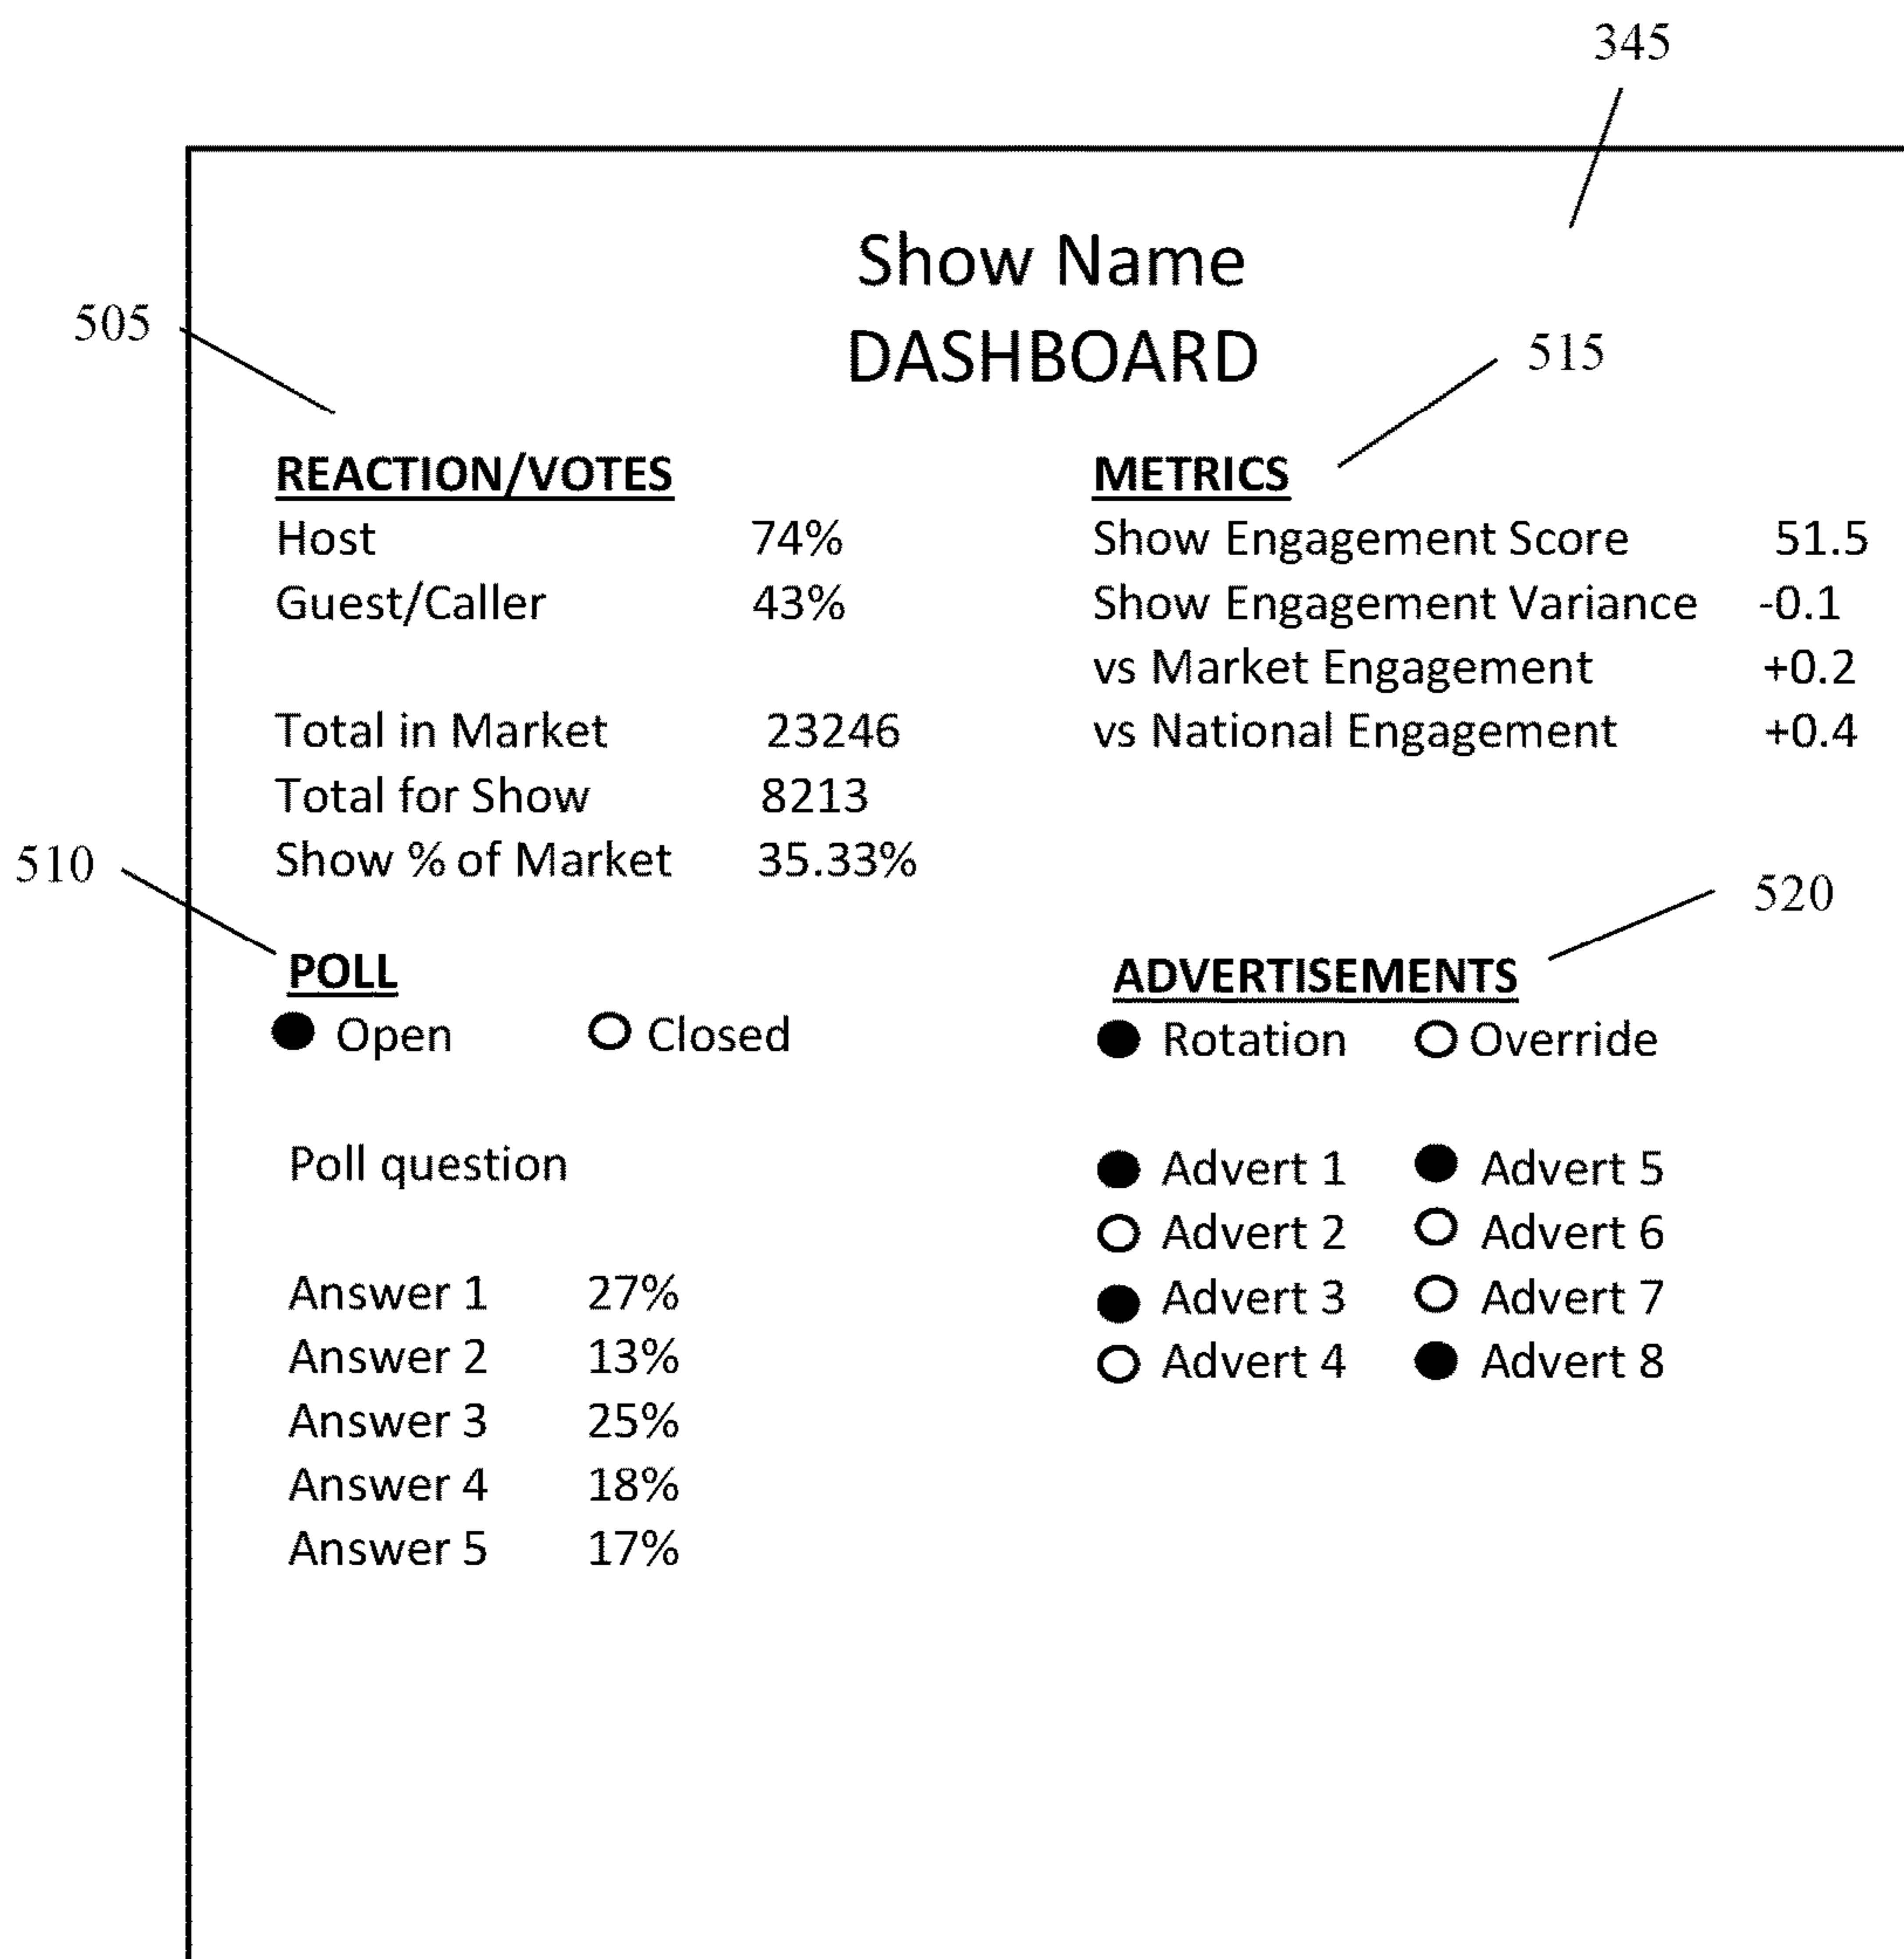 345
Show Name
DASHBOARD
505
515
REACTION/VOTES
Host 74%
Guest/Caller 43%
Total in Market 23246
Total for Show 8213
Show % of Market 35.33%
METRICS
Show Engagement Score 51.5
Show Engagement Variance -0.1
vs Market Engagement +0.2
vs National Engagement +0.4
510
520
POLL
Open Closed
Poll question
Answer 1 27%
Answer 2 13%
Answer 3 25%
Answer 4 18%
Answer 5 17%
ADVERTISEMENTS
Rotation Override
Advert 1 Advert 5
Advert 2 Advert 6
Advert 3 Advert 7
Advert 4 Advert 8